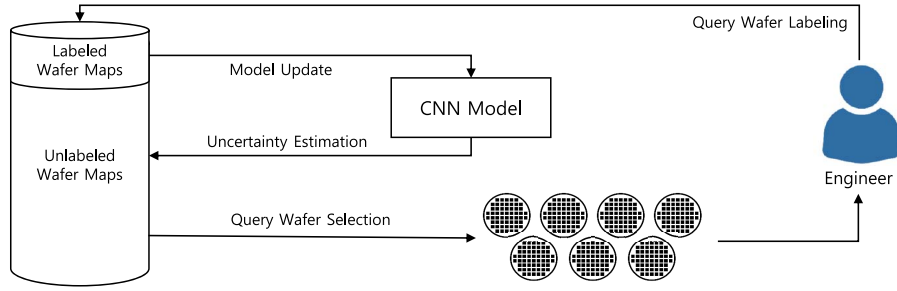 Query Wafer Labeling
Labeled
Wafer Maps
Model Update
CNN Model
Uncertainty Estimation
Unlabeled
Wafer Maps
Engineer
Query Wafer Selection